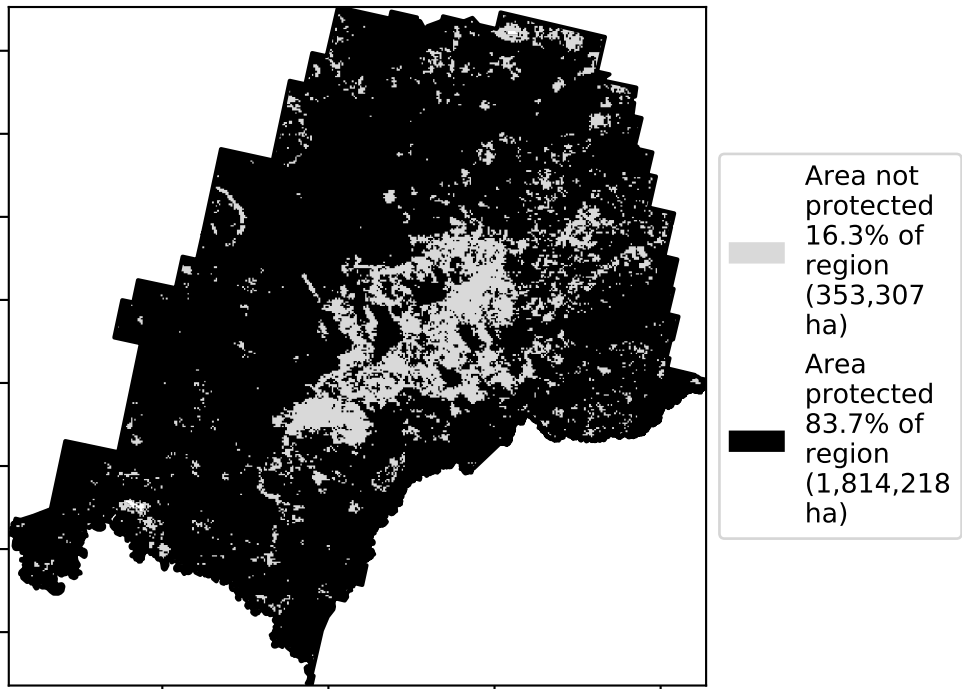 Area not
protected
16.3% of
region
(353,307
ha)
Area
protected
83.7% of
region
(1,814,218
ha)